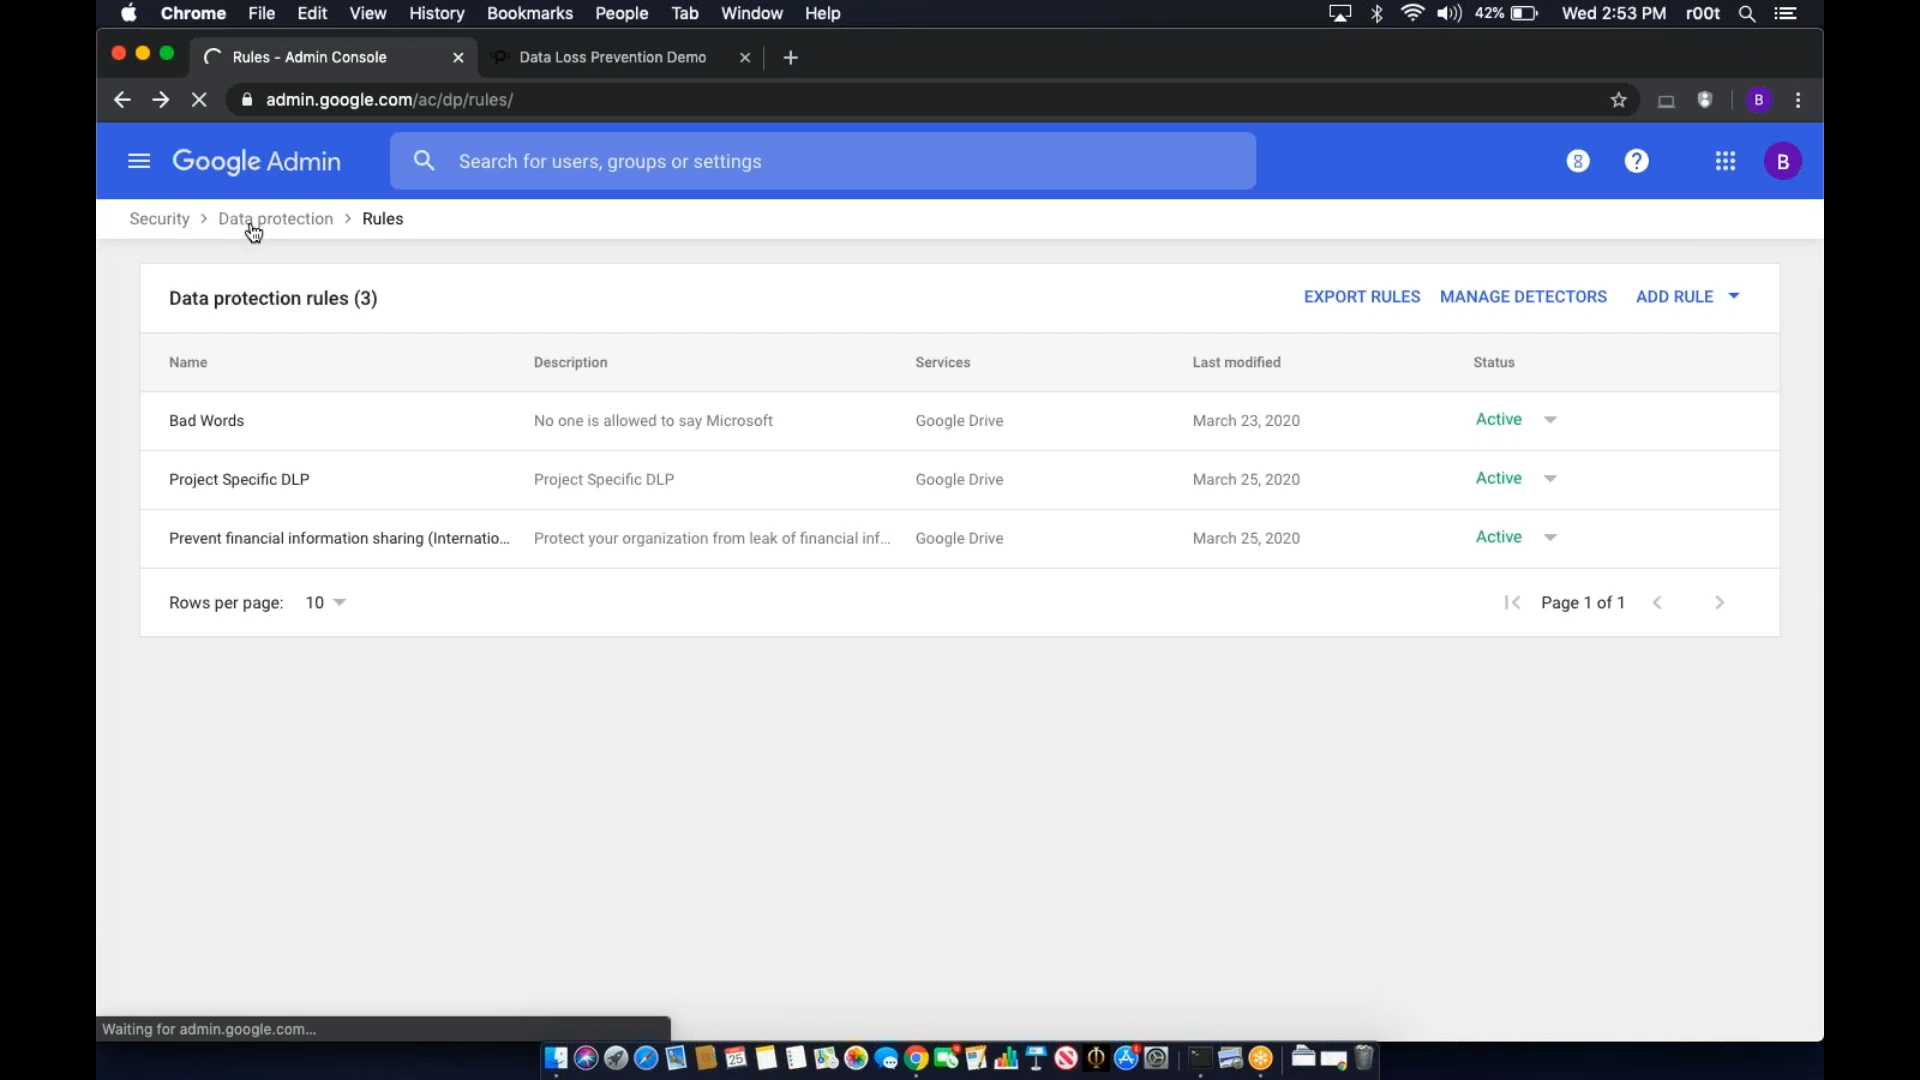 Chrome File Edit View History Bookmarks People Tab Window Help 42% Wed 2:53 PM r00t
Rules - Admin Console Data Loss Prevention Demo
admin.google.com/ac/dp/rules/ B
Google Admin Search for users, groups or settings 8 ? B
Security > Data protection > Rules
Data protection rules (3) EXPORT RULES MANAGE DETECTORS ADD RULE
Name Description Services Last modified Status
Bad Words No one is allowed to say Microsoft Google Drive March 23, 2020 Active
Project Specific DLP Project Specific DLP Google Drive March 25, 2020 Active
Prevent financial information sharing (Internatio... Protect your organization from leak of financial inf... Google Drive March 25, 2020 Active
Rows per page: 10 Page 1 of 1
Waiting for admin.google.com...
25